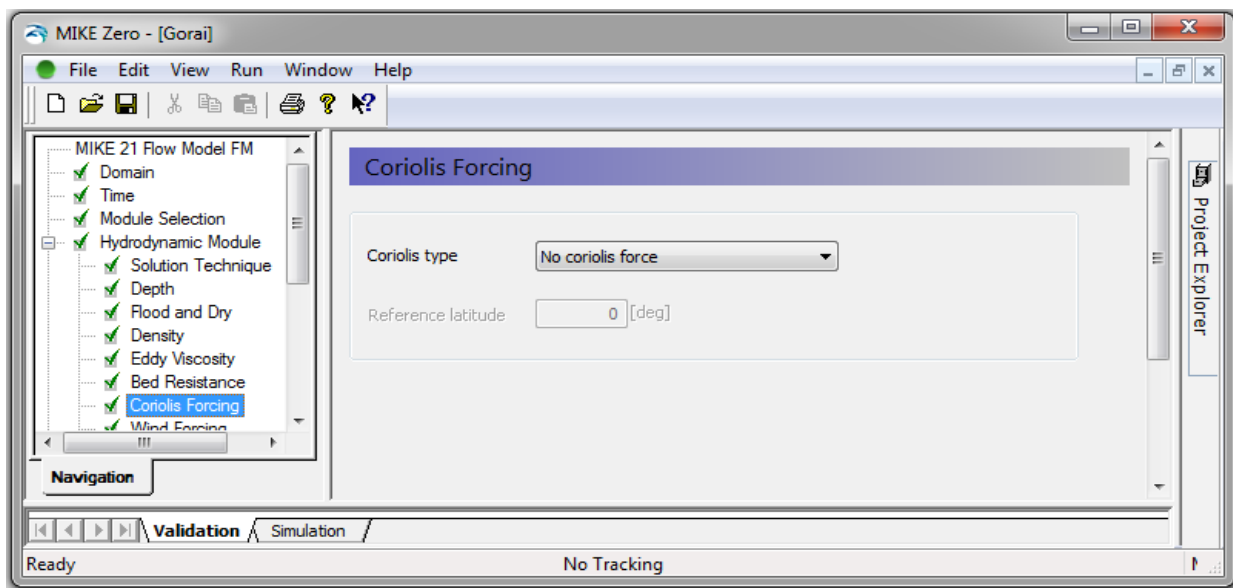 MIKE Zero - [Gorai]
File Edit View Run Window Help
MIKE 21 Flow Model FM
Domain
Time
Module Selection
Hydrodynamic Module
Solution Technique
Depth
Flood and Dry
Density
Eddy Viscosity
Bed Resistance
Coriolis Forcing
Wind Forcing
Navigation
Coriolis Forcing
Coriolis type No coriolis force
Reference latitude 0 [deg]
Project Explorer
Validation Simulation
Ready No Tracking